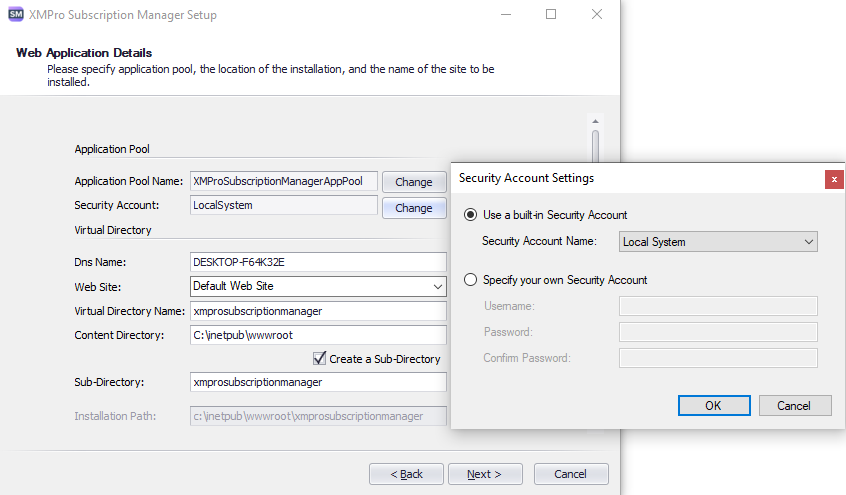 SM XMPro Subscription Manager Setup
Web Application Details
Please specify application pool, the location of the installation, and the name of the site to be
installed.
Application Pool
Application Pool Name: XMProSubscriptionManagerAppPool Change
Security Account: LocalSystem Change
Virtual Directory
Dns Name: DESKTOP-F64K32E
Web Site: Default Web Site
Virtual Directory Name: xmprosubscriptionmanager
Content Directory: C:\inetpub\wwwroot
Create a Sub-Directory
Sub-Directory: xmprosubscriptionmanager
Installation Path: c:\inetpub\wwwroot\xmprosubscriptionmanager
< Back Next > Cancel
Security Account Settings x
Use a built-in Security Account
Security Account Name: Local System
Specify your own Security Account
Username:
Password:
Confirm Password:
OK Cancel